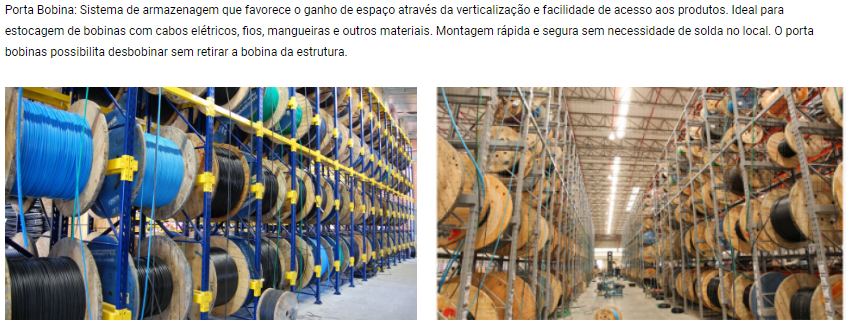 Porta Bobina: Sistema de armazenagem que favorece o ganho de espaço através da verticalização e facilidade de acesso aos produtos. Ideal para
estocagem de bobinas com cabos elétricos, fios, mangueiras e outros materiais. Montagem rápida e segura sem necessidade de solda no local. O porta
bobinas possibilita desbobinar sem retirar a bobina da estrutura.